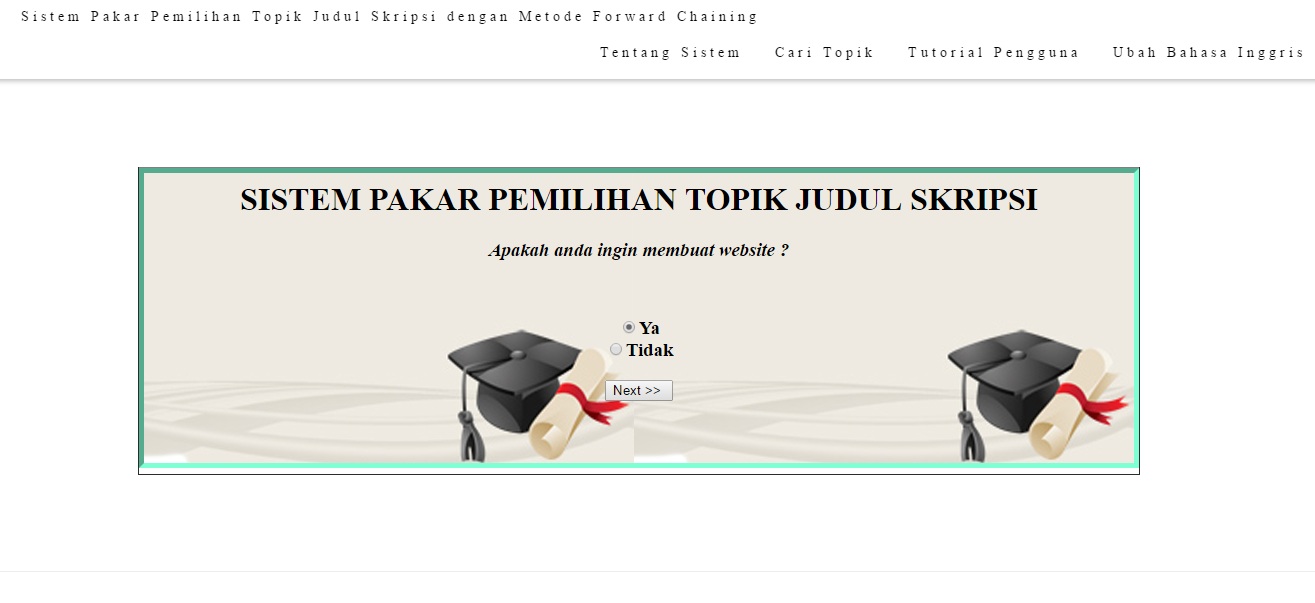 Sistem Pakar Pemilihan Topik Judul Skripsi dengan Metode Forward Chaining
Tentang Sistem Cari Topik Tutorial Pengguna Ubah Bahasa Inggris
SISTEM PAKAR PEMILIHAN TOPIK JUDUL SKRIPSI
Apakah anda ingin membuat website ?
Ya
Tidak
Next >>